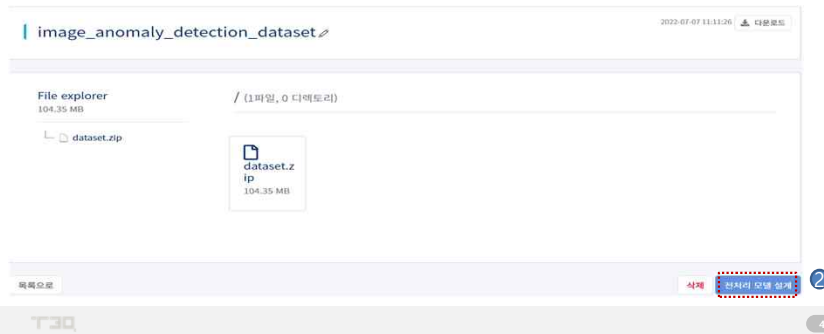 image_anomaly_detection_dataset
2022-07-07 11:11:26 다운로드
File explorer
104.35 MB
/ (1파일, 0 디렉토리)
dataset.zip
dataset.z
ip
104.35 MB
목록으로
삭제
전처리 모델 설계
2
T3Q